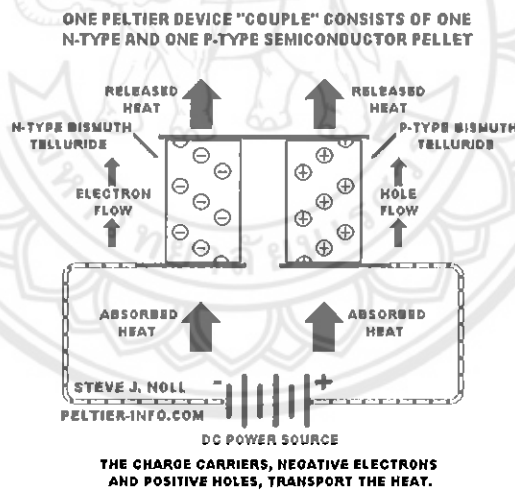 ONE PELTIER DEVICE "COUPLE" CONSISTS OF ONE
N-TYPE AND ONE P-TYPE SEMICONDUCTOR PELLET
RELEASED
HEAT
RELEASED
HEAT
N-TYPE BISMUTH
TELLURIDE
P-TYPE BISMUTH
TELLURIDE
ELECTRON
FLOW
HOLE
FLOW
ABSORBED
HEAT
ABSORBED
HEAT
STEVE J. NOLL
- +
PELTIER-INFO.COM
DC POWER SOURCE
THE CHARGE CARRIERS, NEGATIVE ELECTRONS
AND POSITIVE HOLES, TRANSPORT THE HEAT.